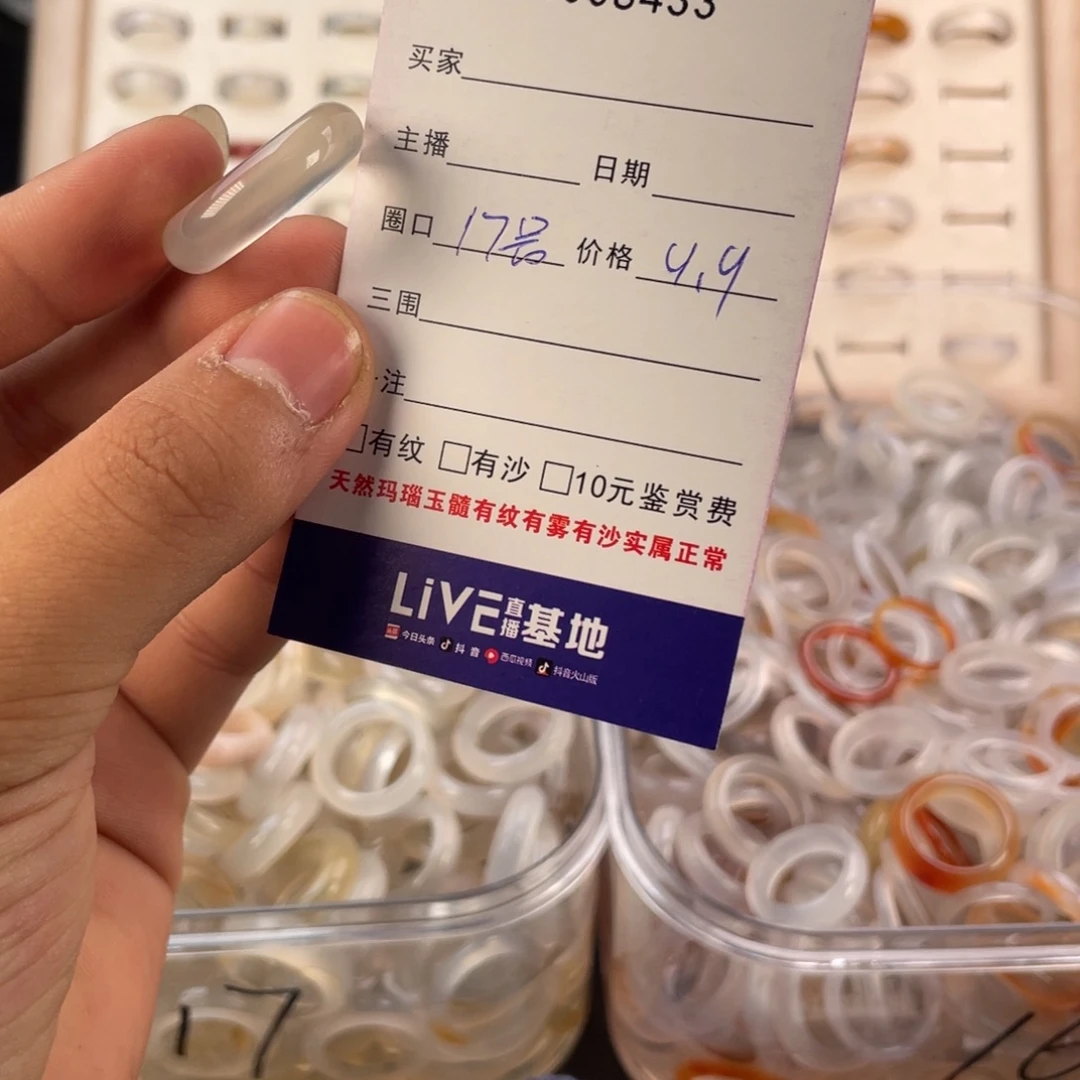 买家
主播 日期
圈口 17号 价格 4.9
三围
注
有纹 有沙 10元鉴赏费
天然玛瑙玉髓有纹有雾有沙实属正常
LiVE直播基地
今日头条 抖音 西瓜视频 抖音火山版
17